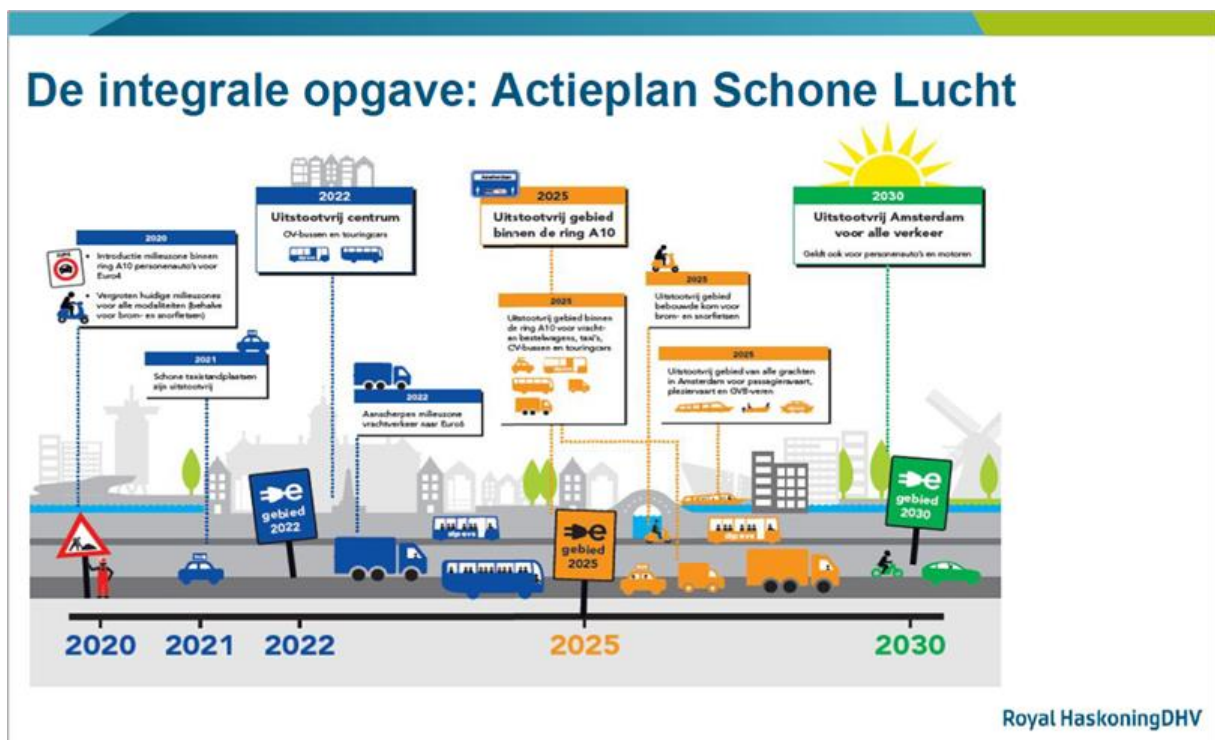 De integrale opgave: Actieplan Schone Lucht
2020
Introductie milieuzone binnen
ring A10 personenauto's voor
Euro4
Vergroten huidige milieuzones
voor alle modaliteiten (behalve
voor brom- en snorfietsen)
2021
Schone taxistandplaatsen
zijn uitstootvrij
2022
Uitstootvrij centrum
OV-bussen en touringcars
2022
Aanscherpen milieuzone
vrachtverkeer naar Euro6
2025
Uitstootvrij gebied
binnen de ring A10
2025
Uitstootvrij gebied binnen
de ring A10 voor vracht-
en bestelwagens, taxi's,
OV-bussen en touringcars
2025
Uitstootvrij gebied
bebouwde kom voor
brom- en snorfietsen
2025
Uitstootvrij gebied van alle grachten
in Amsterdam voor passagiersvaart,
pleziervaart en GVB-veren
2030
Uitstootvrij Amsterdam
voor alle verkeer
Geldt ook voor personenauto's en motoren
e
gebied
2022
e
gebied
2025
e
gebied
2030
2020
2021
2022
2025
2030
Royal HaskoningDHV